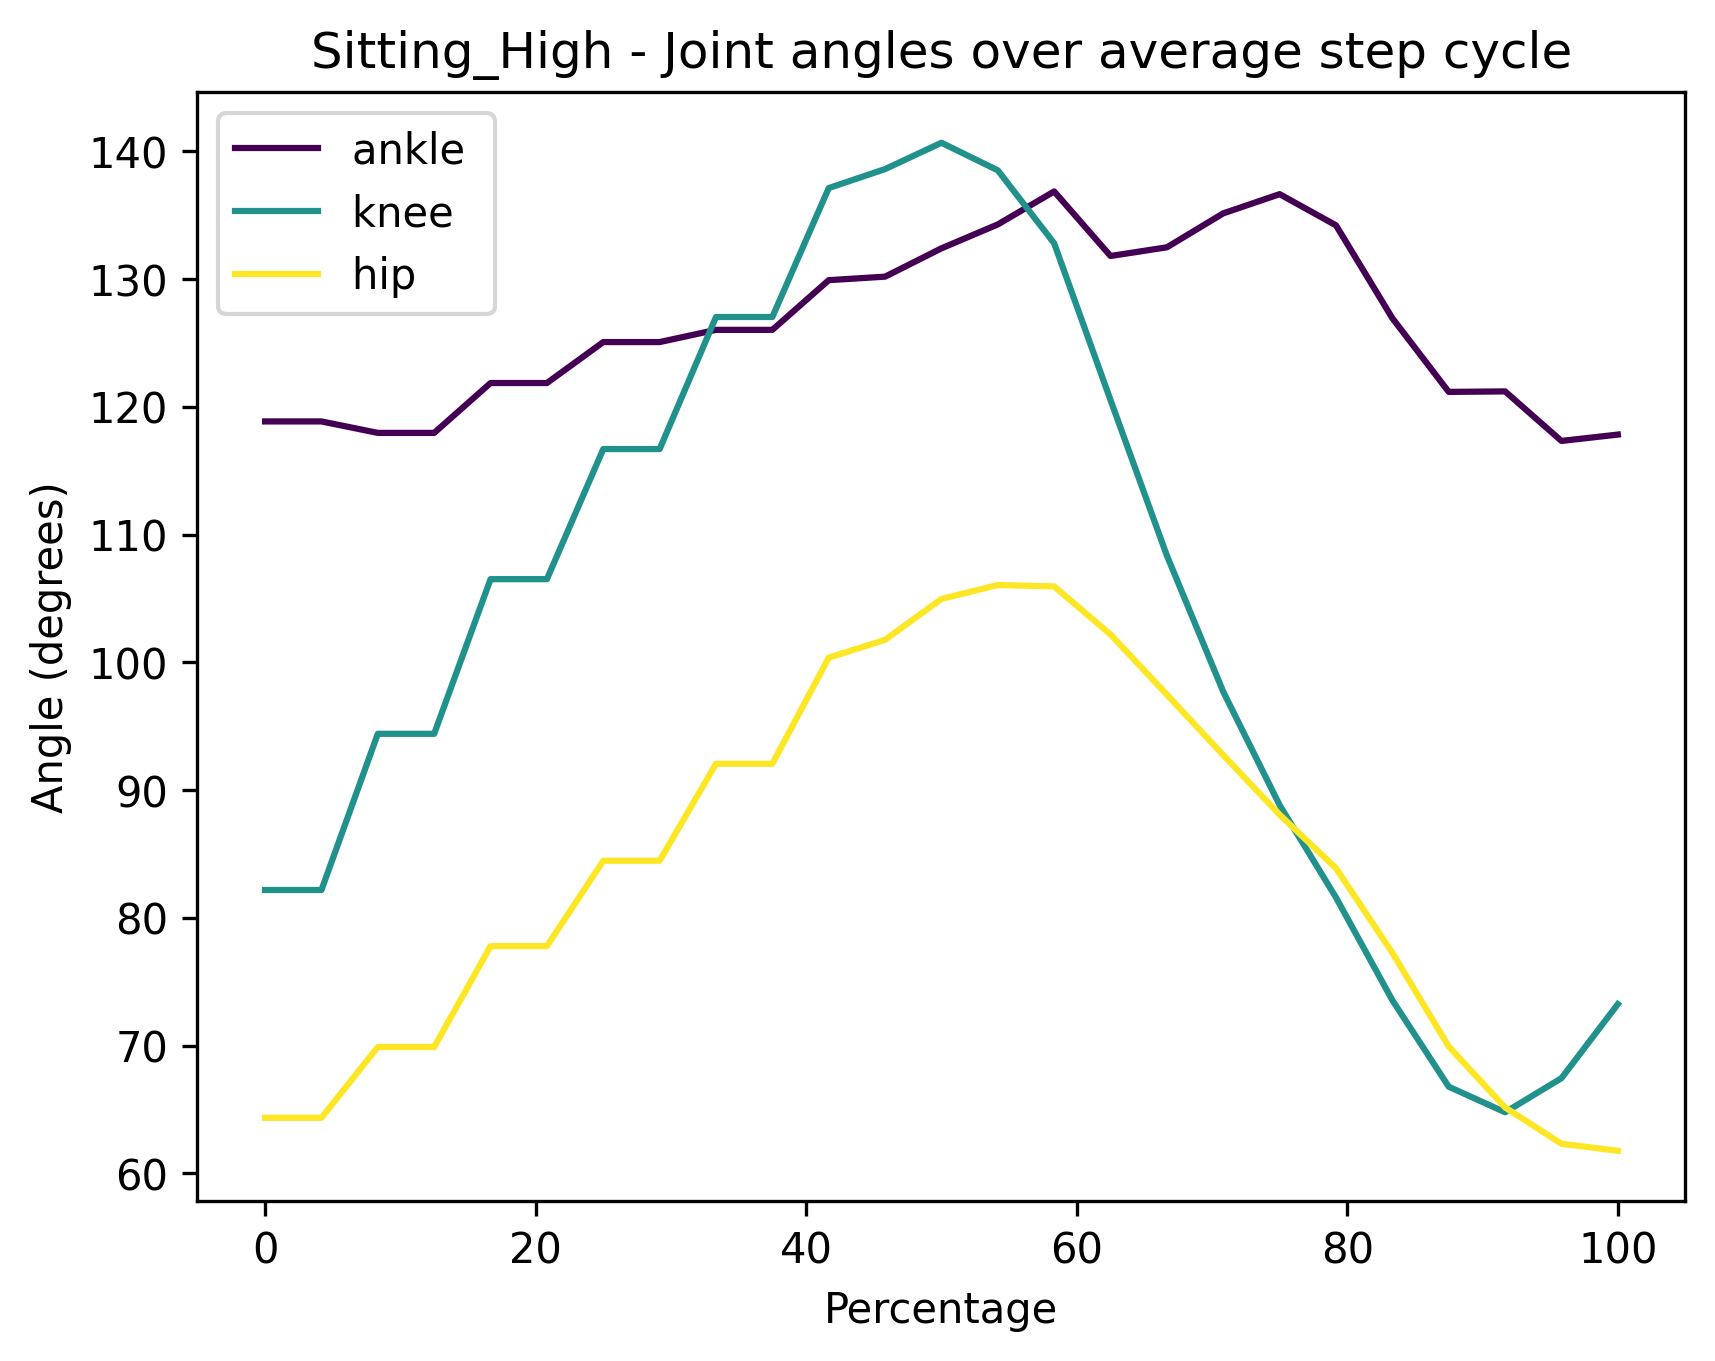 Sitting_High - Joint angles over average step cycle
ankle
knee
hip
140
130
120
110
100
90
80
70
60
Angle (degrees)
0 20 40 60 80 100
Percentage